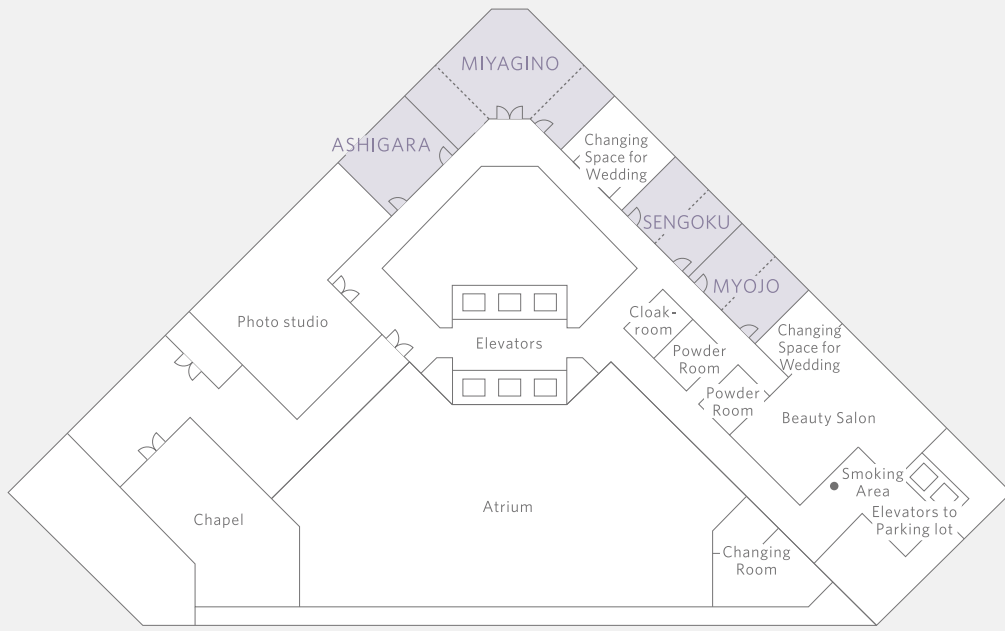 MIYAGINO
ASHIGARA
Changing
Space for
Wedding
SENGOKU
MYOJO
Photo studio
Elevators
Cloak-
room
Powder
Room
Changing
Space for
Wedding
Powder
Room
Beauty Salon
Smoking
Area
Elevators to
Parking lot
Atrium
Chapel
Changing
Room